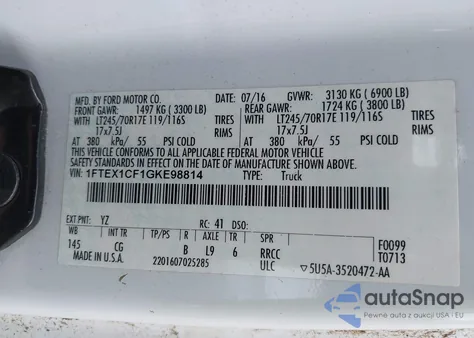 MFD. BY FORD MOTOR CO. 07/16 GVWR: 3130 KG ( 6900 LB)
FRONT GAWR: 1497 KG ( 3300 LB) REAR GAWR: 1724 KG ( 3800 LB)
WITH LT245/70R17E 119/116S TIRES WITH LT245/70R17E 119/116S TIRES
17x7.5J RIMS 17x7.5J RIMS
AT 380 kPa/ 55 PSI COLD AT 380 kPa/ 55 PSI COLD
THIS VEHICLE CONFORMS TO ALL APPLICABLE FEDERAL MOTOR VEHICLE
SAFETY STANDARDS IN EFFECT ON THE DATE OF MANUFACTURE SHOWN ABOVE.
VIN: 1FTEX1CF1GKE98814 TYPE: Truck
EXT PNT: YZ RC: 41 DSO:
WB INT TR TP/PS R AXLE TR SPR F0099
145 CG B L9 6 RRCC T0713
MADE IN U.S.A. 2201607025285 ULC ▽5U5A-3520472-AA
autaSnap
Pewne auto z USA